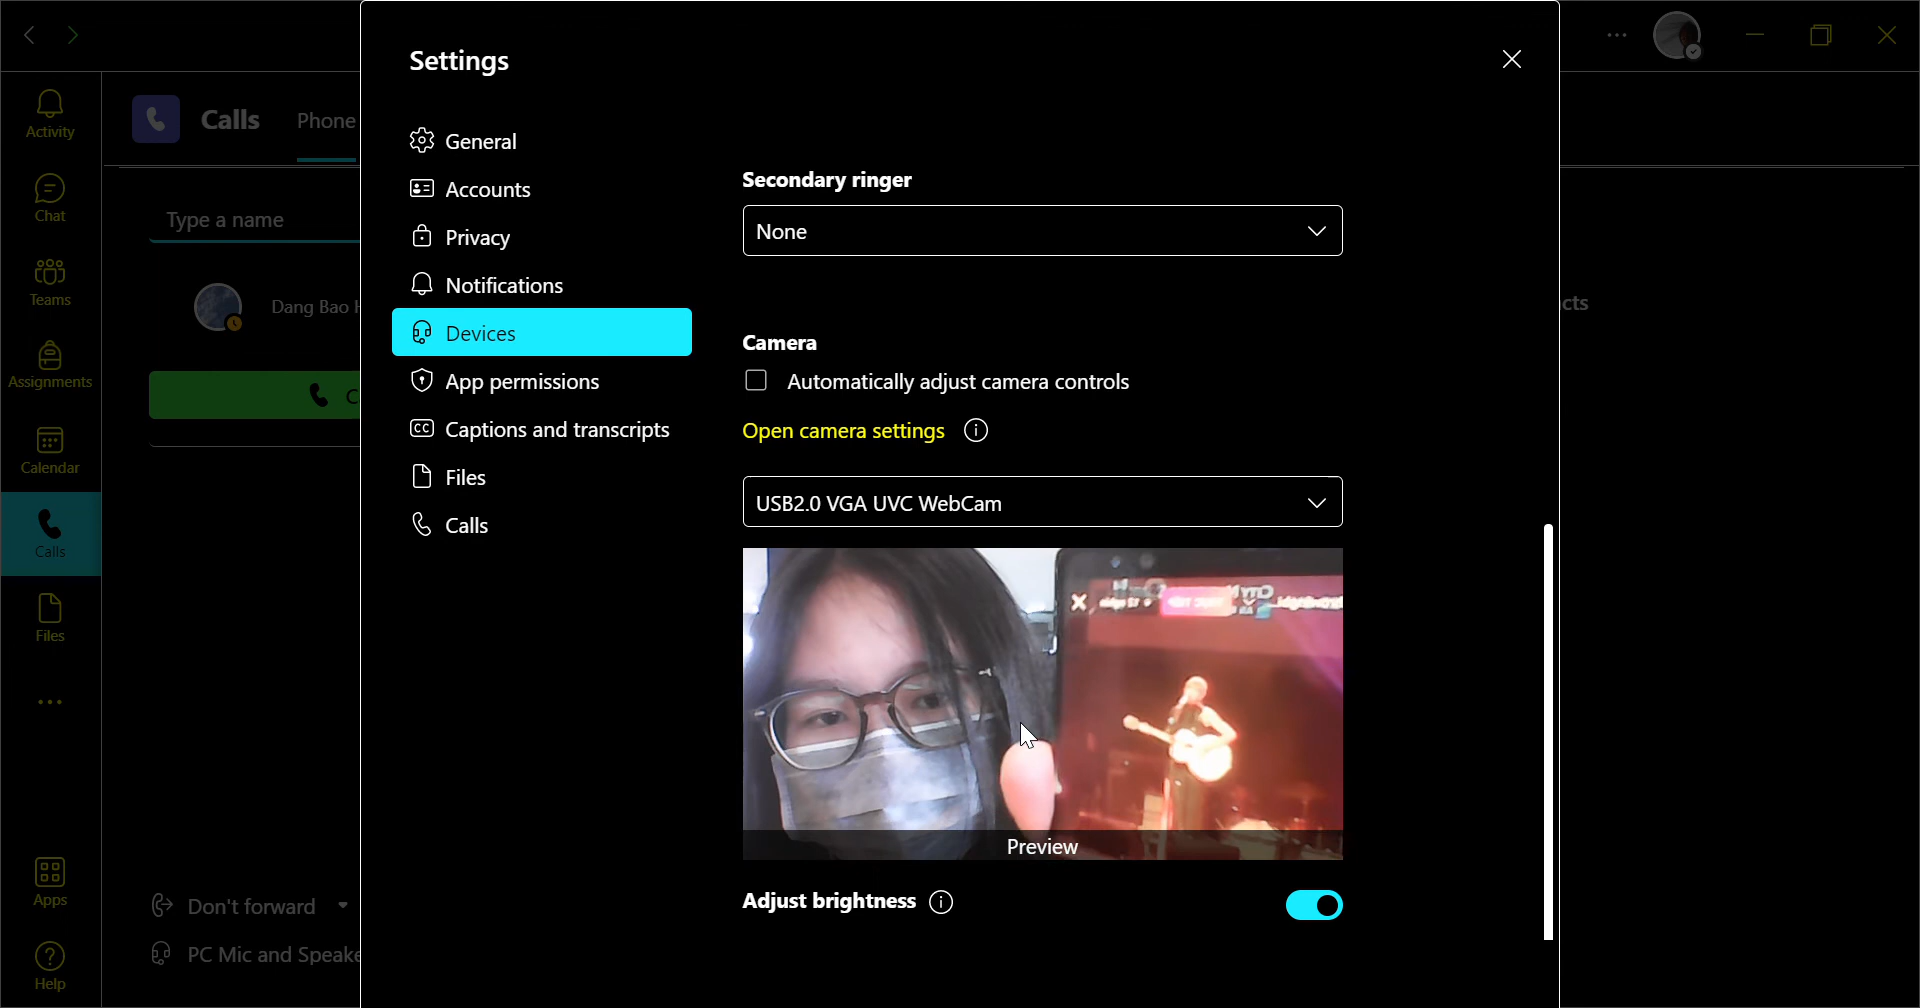 Settings
Activity
Chat
Teams
Assignments
Calendar
Calls
Files
Apps
Help
Calls
Phone
Type a name
Dang Bao
Don't forward
PC Mic and Speake
General
Accounts
Privacy
Notifications
Devices
App permissions
Captions and transcripts
Files
Calls
Secondary ringer
None
Camera
Automatically adjust camera controls
Open camera settings
USB2.0 VGA UVC WebCam
Preview
Adjust brightness
cts